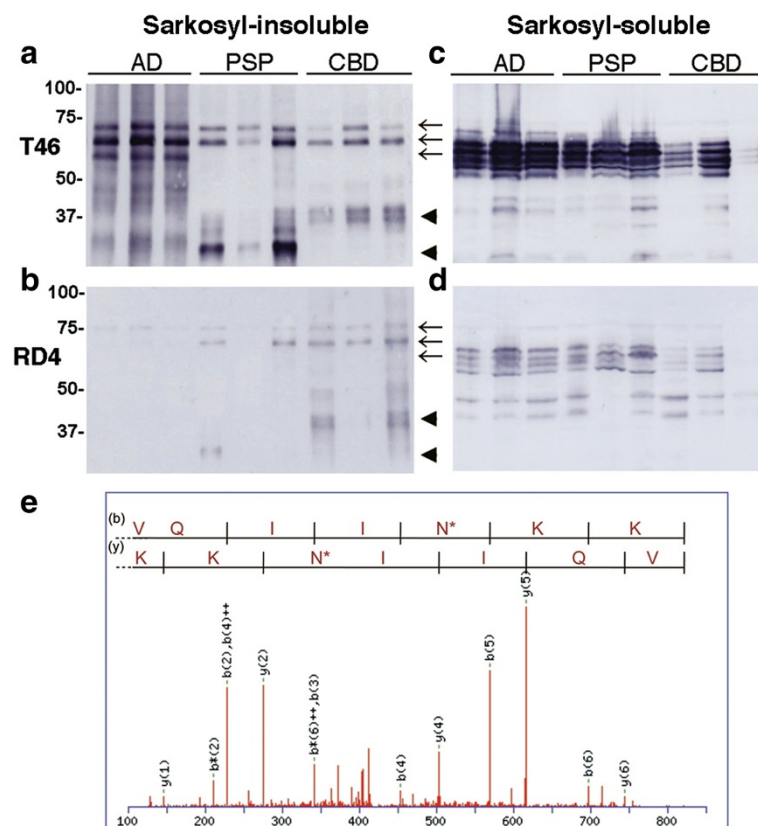 Sarkosyl-insoluble Sarkosyl-soluble
a AD PSP CBD c AD PSP CBD
100-
75-
T46
50-
37-
b d
100-
75-
RD4
50-
37-
e
(b) V Q I I N* K K
(y) K K N* I I Q V
y(1)
b*(2)
b(2),b(4)++
y(2)
b*(6)++,b(3)
b(4)
y(4)
b(5)
y(5)
b(6)
y(6)
100 200 300 400 500 600 700 800